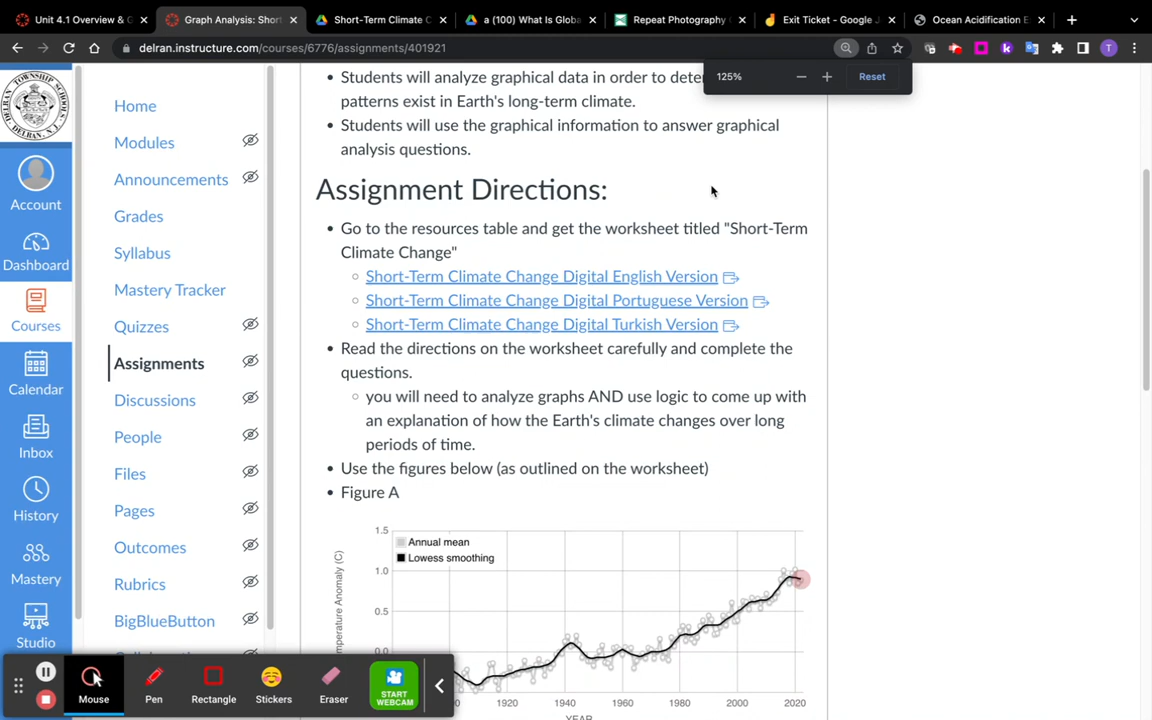 Unit 4.1 Overview & G
Graph Analysis: Short
Short-Term Climate C
a (100) What Is Globa
Repeat Photography
Exit Ticket - Google J
Ocean Acidification E
delran.instructure.com/courses/6776/assignments/401921
125%
Reset
TOWNSHIP SCHOOLS
DELRAN, N.J.
Account
Dashboard
Courses
Calendar
Inbox
History
Mastery
Studio
Home
Modules
Announcements
Grades
Syllabus
Mastery Tracker
Quizzes
Assignments
Discussions
People
Files
Pages
Outcomes
Rubrics
BigBlueButton
Students will analyze graphical data in order to deter
patterns exist in Earth's long-term climate.
Students will use the graphical information to answer graphical
analysis questions.
Assignment Directions:
Go to the resources table and get the worksheet titled "Short-Term
Climate Change"
Short-Term Climate Change Digital English Version
Short-Term Climate Change Digital Portuguese Version
Short-Term Climate Change Digital Turkish Version
Read the directions on the worksheet carefully and complete the
questions.
you will need to analyze graphs AND use logic to come up with
an explanation of how the Earth's climate changes over long
periods of time.
Use the figures below (as outlined on the worksheet)
Figure A
1.5
1.0
0.5
0.0
mperature Anomaly (C)
Annual mean
Lowess smoothing
1920
1940
1960
1980
2000
2020
YEAR
Mouse
Pen
Rectangle
Stickers
Eraser
START
WEBCAM
T
k